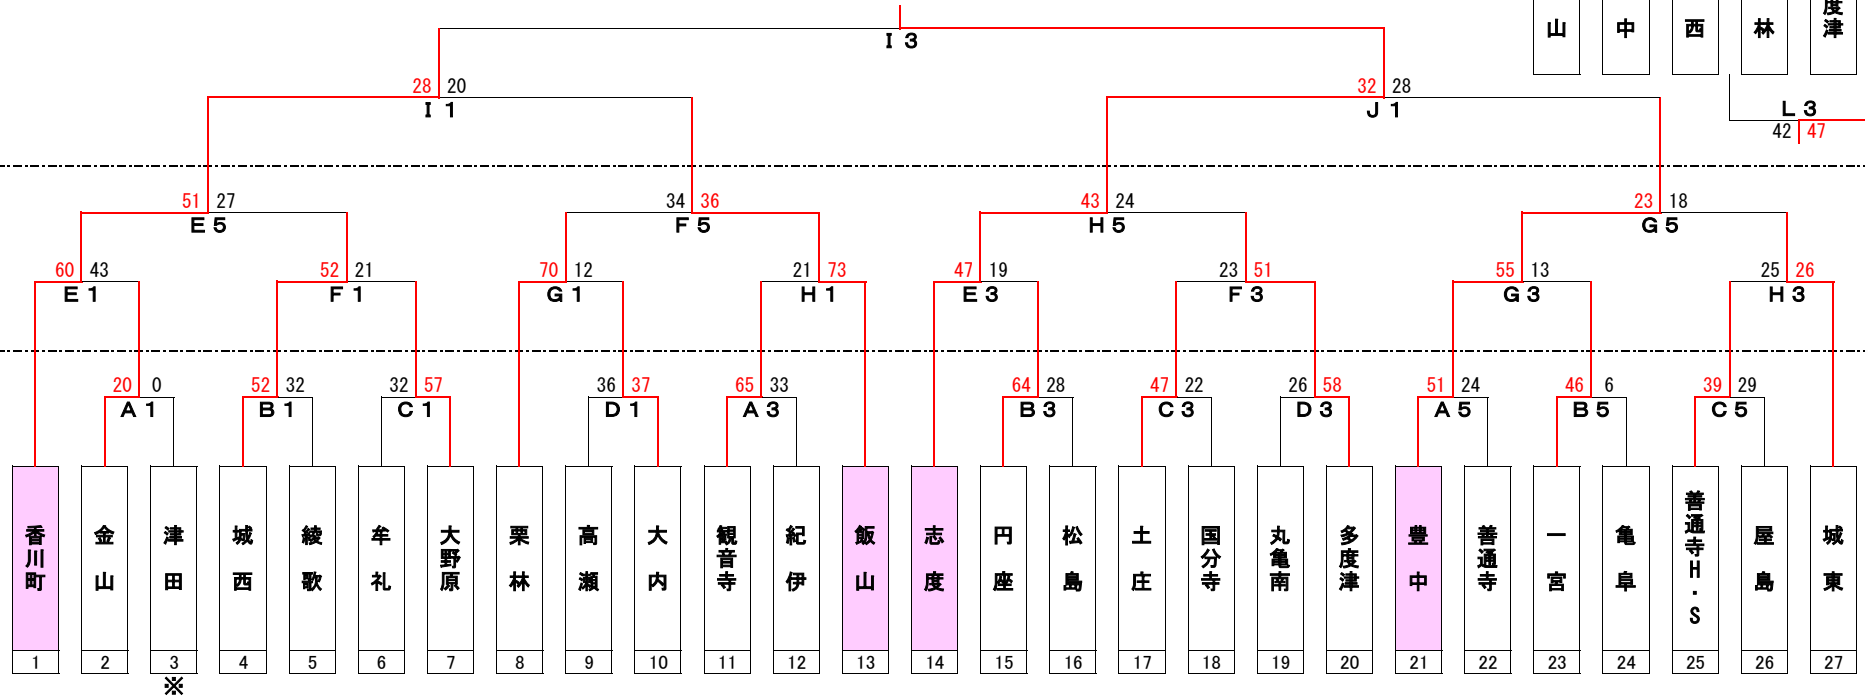 度津
山
中
西
林
I 3
28 20
I 1
32 28
J 1
L 3
42 47
51 27
E 5
34 36
F 5
43 24
H 5
23 18
G 5
60 43
E 1
52 21
F 1
70 12
G 1
21 73
H 1
47 19
E 3
23 51
F 3
55 13
G 3
25 26
H 3
20 0
A 1
52 32
B 1
32 57
C 1
36 37
D 1
65 33
A 3
64 28
B 3
47 22
C 3
26 58
D 3
51 24
A 5
46 6
B 5
39 29
C 5
香川町
金山
津田
城西
綾歌
牟礼
大野原
栗林
高瀬
大内
観音寺
紀伊
飯山
志度
円座
松島
土庄
国分寺
丸亀南
多度津
豊中
善通寺
一宮
亀阜
善通寺H・S
屋島
城東
1 2 3 4 5 6 7 8 9 10 11 12 13 14 15 16 17 18 19 20 21 22 23 24 25 26 27
※